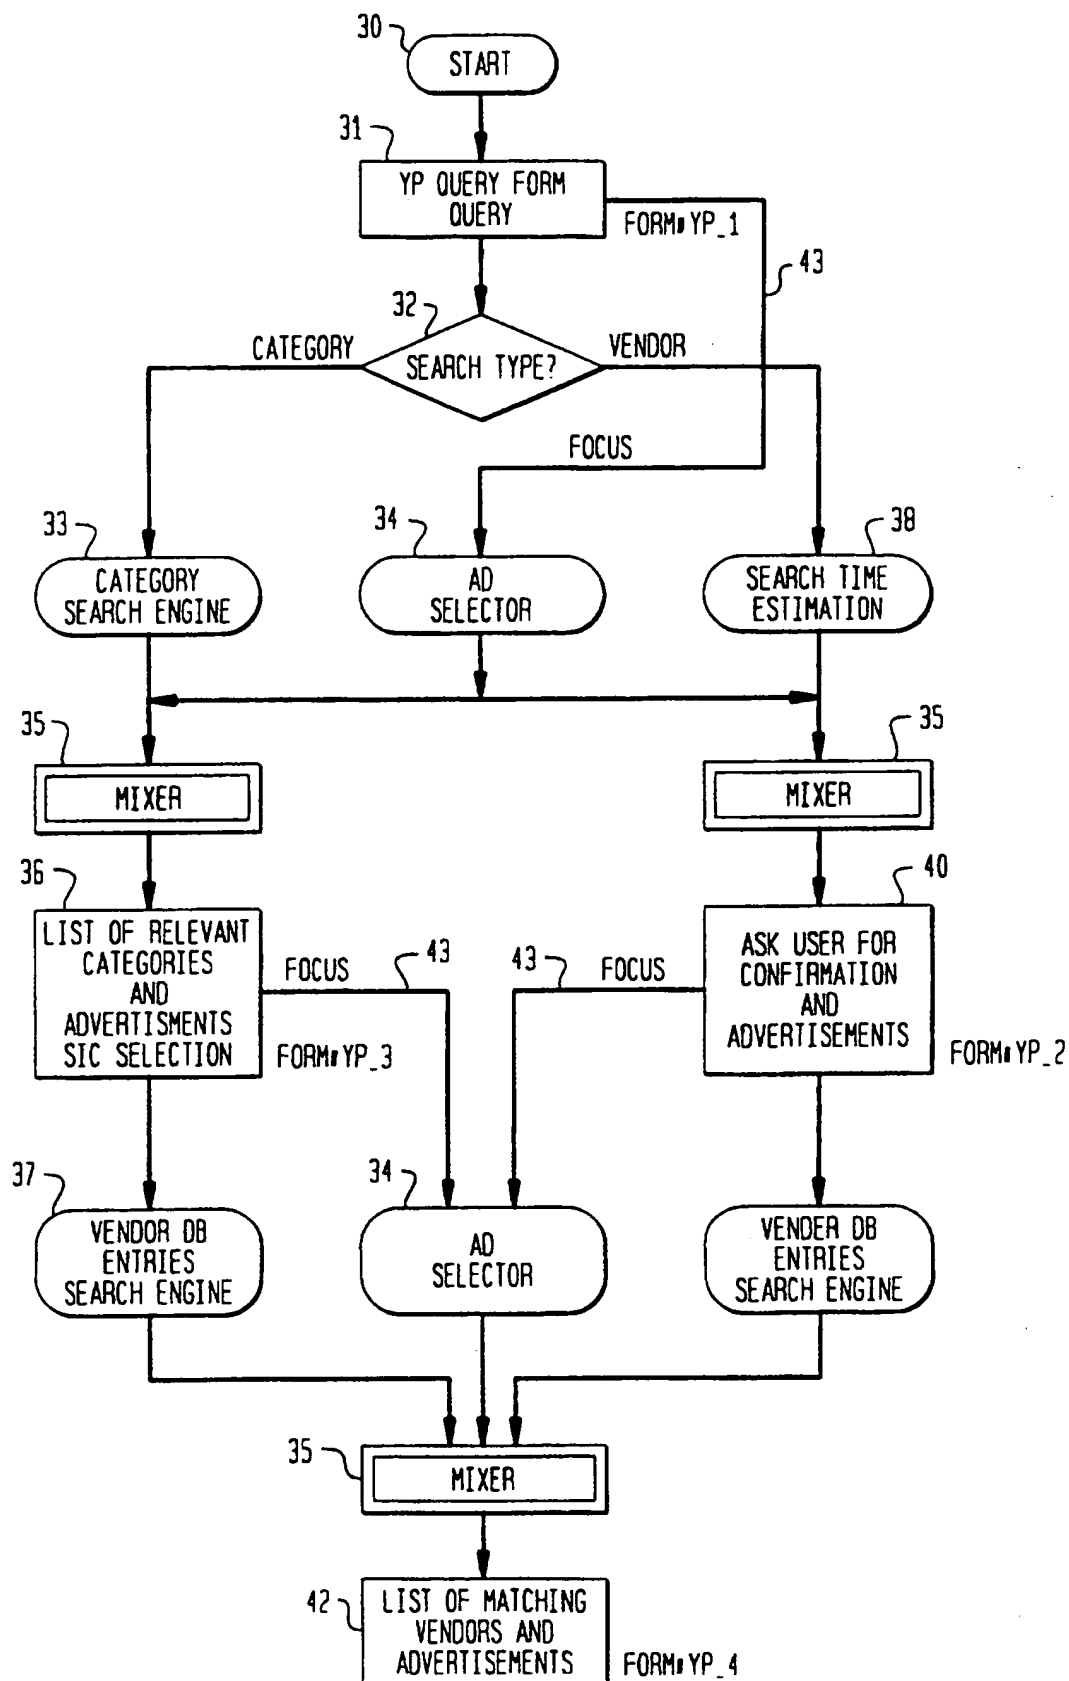 30
START
31
YP QUERY FORM
QUERY
FORM#YP_1
43
32
CATEGORY
SEARCH TYPE?
VENDOR
FOCUS
33
34
38
CATEGORY
SEARCH ENGINE
AD
SELECTOR
SEARCH TIME
ESTIMATION
35
35
MIXER
MIXER
36
40
LIST OF RELEVANT
CATEGORIES
AND
ADVERTISMENTS
SIC SELECTION
FOCUS
43
FORM#YP_3
43
FOCUS
ASK USER FOR
CONFIRMATION
AND
ADVERTISEMENTS
FORM#YP_2
37
34
VENDOR DB
ENTRIES
SEARCH ENGINE
AD
SELECTOR
VENDER DB
ENTRIES
SEARCH ENGINE
35
MIXER
42
LIST OF MATCHING
VENDORS AND
ADVERTISEMENTS
FORM#YP_4